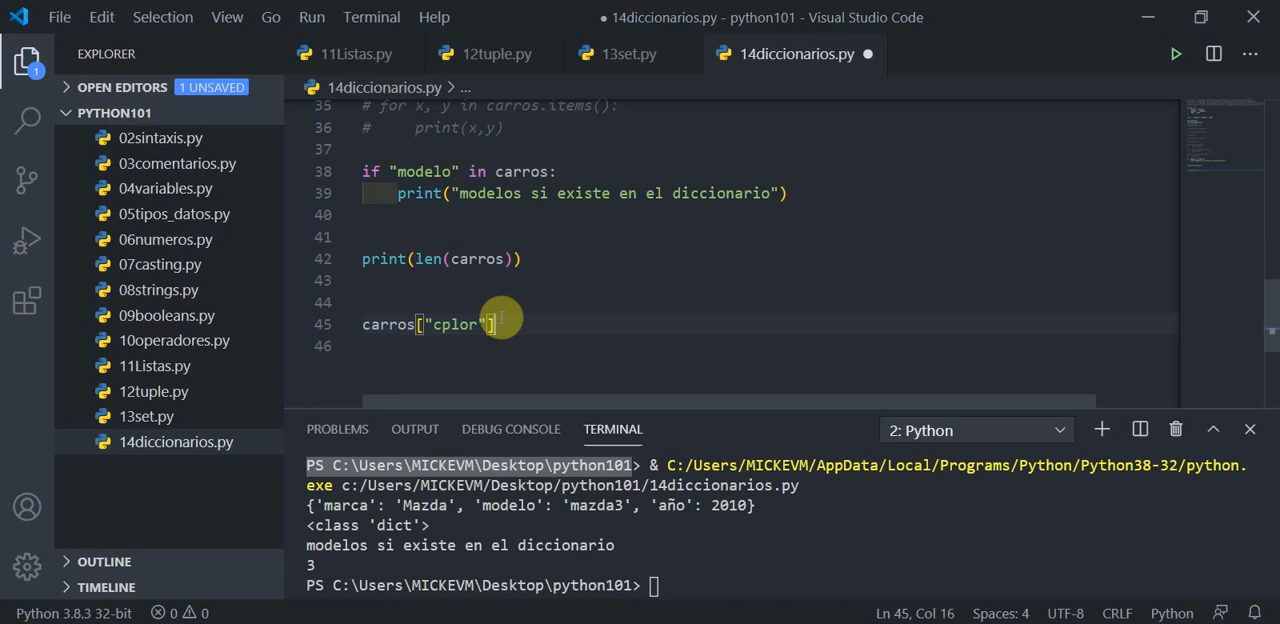 File Edit Selection View Go Run Terminal Help ● 14diccionarios.py - python101 - Visual Studio Code
EXPLORER
11Listas.py 12tuple.py 13set.py 14diccionarios.py
OPEN EDITORS 1 UNSAVED
14diccionarios.py > ...
PYTHON101
02sintaxis.py
03comentarios.py
04variables.py
05tipos_datos.py
06numeros.py
07casting.py
08strings.py
09booleans.py
10operadores.py
11Listas.py
12tuple.py
13set.py
14diccionarios.py
OUTLINE
TIMELINE
1
35 # for x, y in carros.items():
36 #     print(x,y)
37
38 if "modelo" in carros:
39     print("modelos si existe en el diccionario")
40
41
42 print(len(carros))
43
44
45 carros["cplor"]
46
PROBLEMS OUTPUT DEBUG CONSOLE TERMINAL 2: Python
PS C:\Users\MICKEVM\Desktop\python101> & C:/Users/MICKEVM/AppData/Local/Programs/Python/Python38-32/python.
exe c:/Users/MICKEVM/Desktop/python101/14diccionarios.py
{'marca': 'Mazda', 'modelo': 'mazda3', 'año': 2010}
<class 'dict'>
modelos si existe en el diccionario
3
PS C:\Users\MICKEVM\Desktop\python101>
Python 3.8.3 32-bit 0 0 Ln 45, Col 16 Spaces: 4 UTF-8 CRLF Python